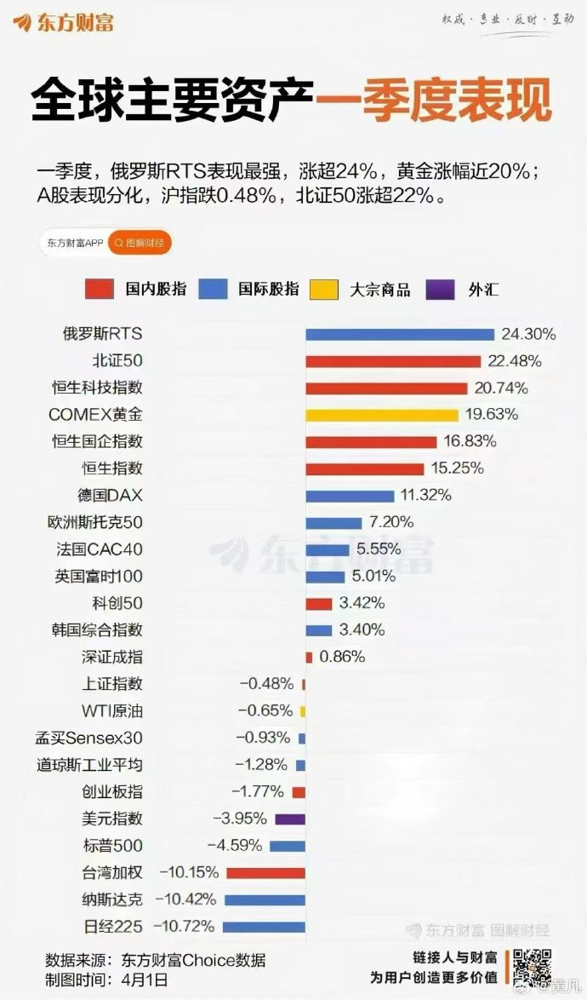 东方财富
权威·专业·及时·互动
全球主要资产一季度表现
一季度，俄罗斯RTS表现最强，涨超24%，黄金涨幅近20%；
A股表现分化，沪指跌0.48%，北证50涨超22%。
东方财富APP 图解财经
国内股指 国际股指 大宗商品 外汇
俄罗斯RTS 24.30%
北证50 22.48%
恒生科技指数 20.74%
COMEX黄金 19.63%
恒生国企指数 16.83%
恒生指数 15.25%
德国DAX 11.32%
欧洲斯托克50 7.20%
法国CAC40 5.55%
英国富时100 5.01%
东方财富
科创50 3.42%
韩国综合指数 3.40%
深证成指 0.86%
上证指数 -0.48%
WTI原油 -0.65%
孟买Sensex30 -0.93%
道琼斯工业平均 -1.28%
创业板指 -1.77%
美元指数 -3.95%
标普500 -4.59%
台湾加权 -10.15%
纳斯达克 -10.42%
日经225 -10.72%
东方财富 图解财经
数据来源：东方财富Choice数据
制图时间：4月1日
链接人与财富
为用户创造更多价值
@黄凡